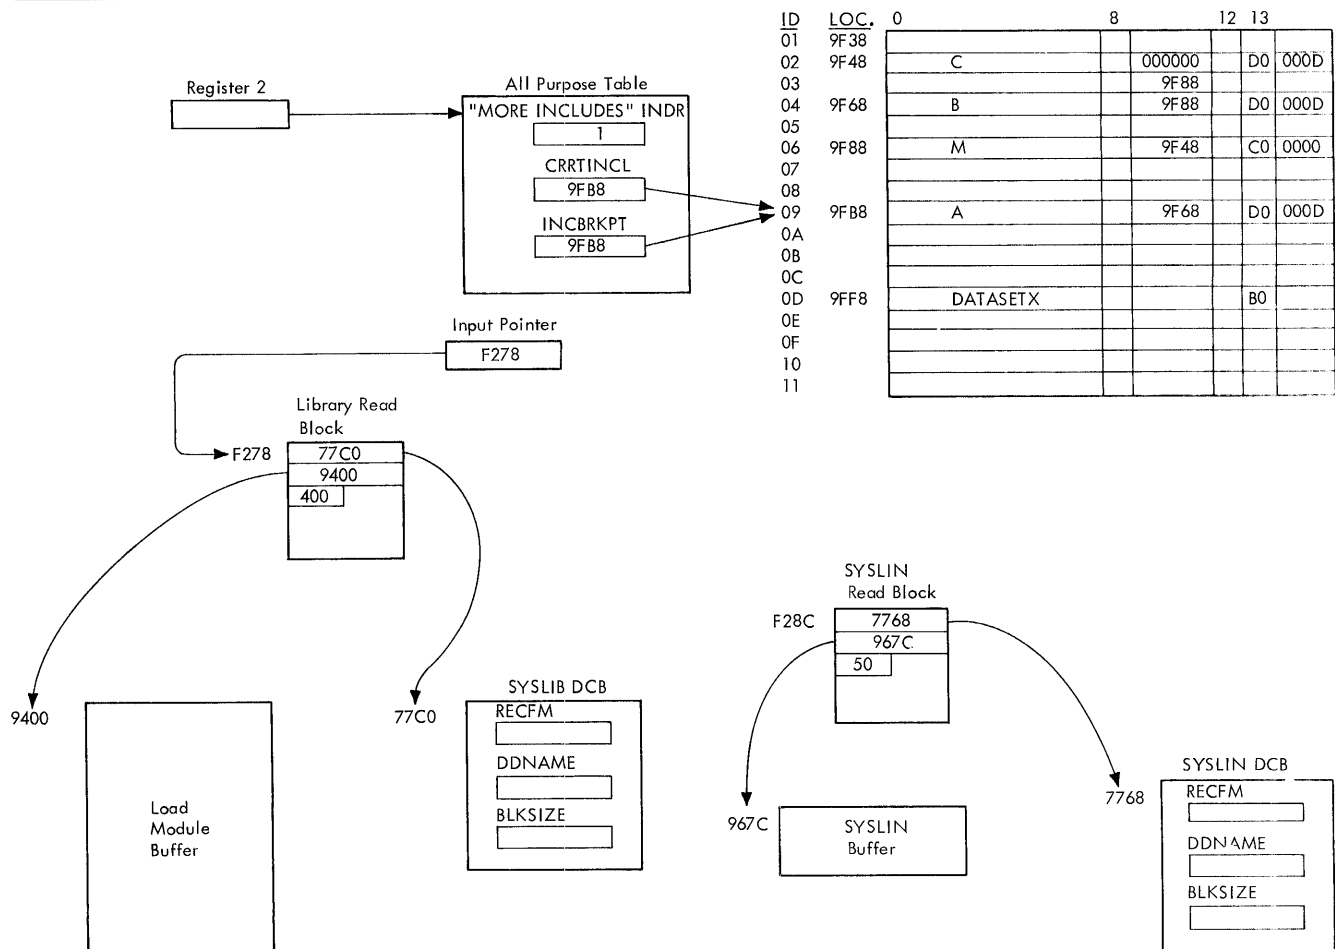 ID LOC. 0 8 12 13
01 9F38
02 9F48 C 000000 D0 000D
03 9F88
04 9F68 B 9F88 D0 000D
05
06 9F88 M 9F48 C0 0000
07
08
09 9FB8 A 9F68 D0 000D
0A
0B
0C
0D 9FF8 DATASETX B0
0E
0F
10
11
Register 2
All Purpose Table
"MORE INCLUDES" INDR
1
CRRTINCL
9FB8
INCBRKPT
9FB8
Input Pointer
F278
Library Read
Block
F278 77C0
9400
400
SYSLIN
Read Block
F28C 7768
967C
50
9400
Load
Module
Buffer
77C0
SYSLIB DCB
RECFM
DDNAME
BLKSIZE
967C
SYSLIN
Buffer
7768
SYSLIN DCB
RECFM
DDNAME
BLKSIZE